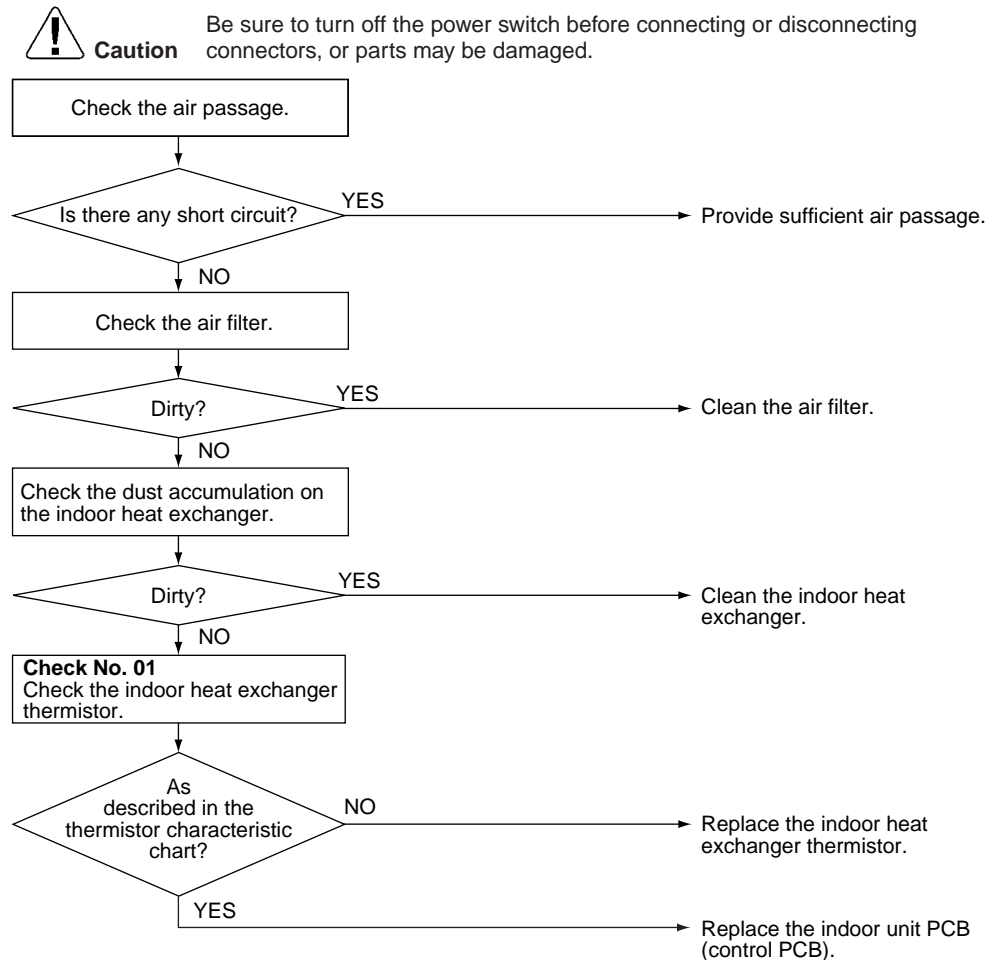 Be sure to turn off the power switch before connecting or disconnecting
Caution connectors, or parts may be damaged.
Check the air passage.
Is there any short circuit?
YES
Provide sufficient air passage.
NO
Check the air filter.
Dirty?
YES
Clean the air filter.
NO
Check the dust accumulation on
the indoor heat exchanger.
Dirty?
YES
Clean the indoor heat
exchanger.
NO
Check No. 01
Check the indoor heat exchanger
thermistor.
As
described in the
thermistor characteristic
chart?
NO
Replace the indoor heat
exchanger thermistor.
YES
Replace the indoor unit PCB
(control PCB).